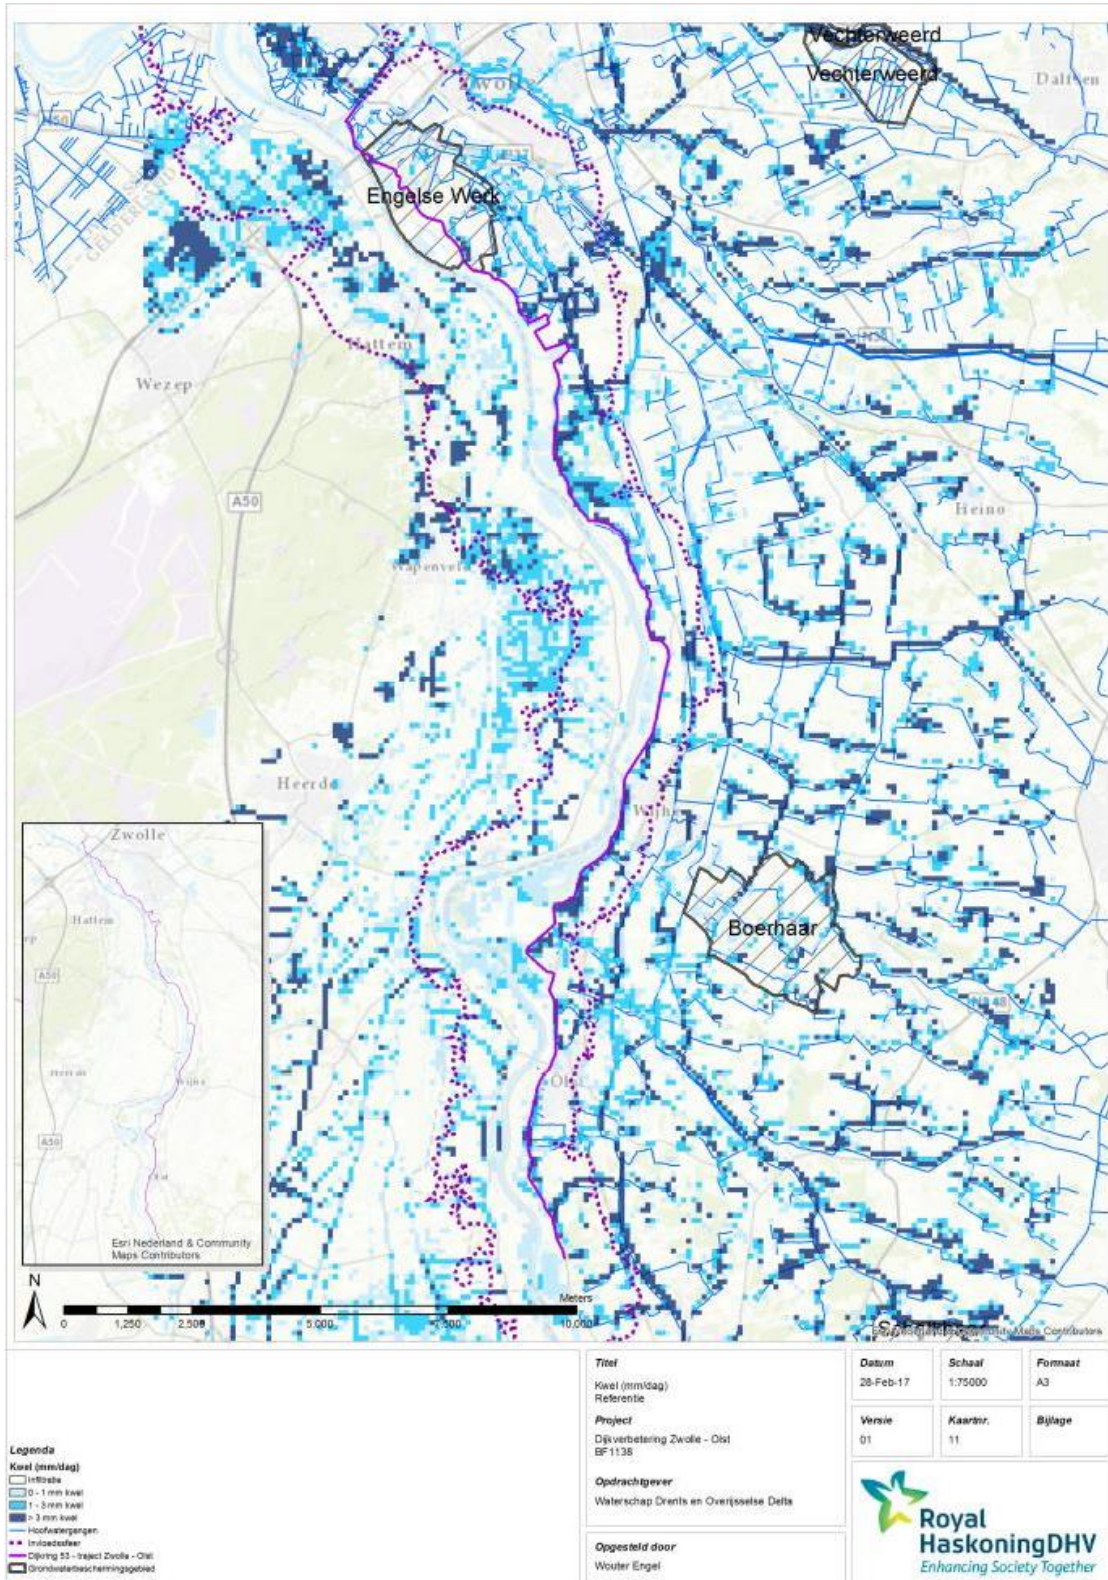 Vechterweerd
Vechterweerd
Dalfsen
Engelse Werk
GELDERLAND
Hattem
Wezep
A50
Heino
Wapenveld
Heerde
Wijhe
Boerhaar
N348
Olst
Zwolle
Hattem
A50
Wijhe
A50
Olst
Esri Nederland & Community
Maps Contributors
N
Meters
0 1,250 2,500 5,000 7,500 10,000
Maps Contributors
Titel
Kwel (mm/dag)
Referentie
Project
Dijkverbetering Zwolle - Olst
BF1138
Opdrachtgever
Waterschap Drents en Overijsselse Delta
Opgesteld door
Wouter Engel
Datum
28-Feb-17
Schaal
1:75000
Formaat
A3
Versie
01
Kaartnr.
11
Bijlage
Royal
HaskoningDHV
Enhancing Society Together
Legenda
Kwel (mm/dag)
Infiltratie
0 - 1 mm kwel
1 - 3 mm kwel
> 3 mm kwel
Hoofwatergangen
Invloedssfeer
Dijkring 53 - traject Zwolle - Olst
Grondwaterbeschermingsgebied